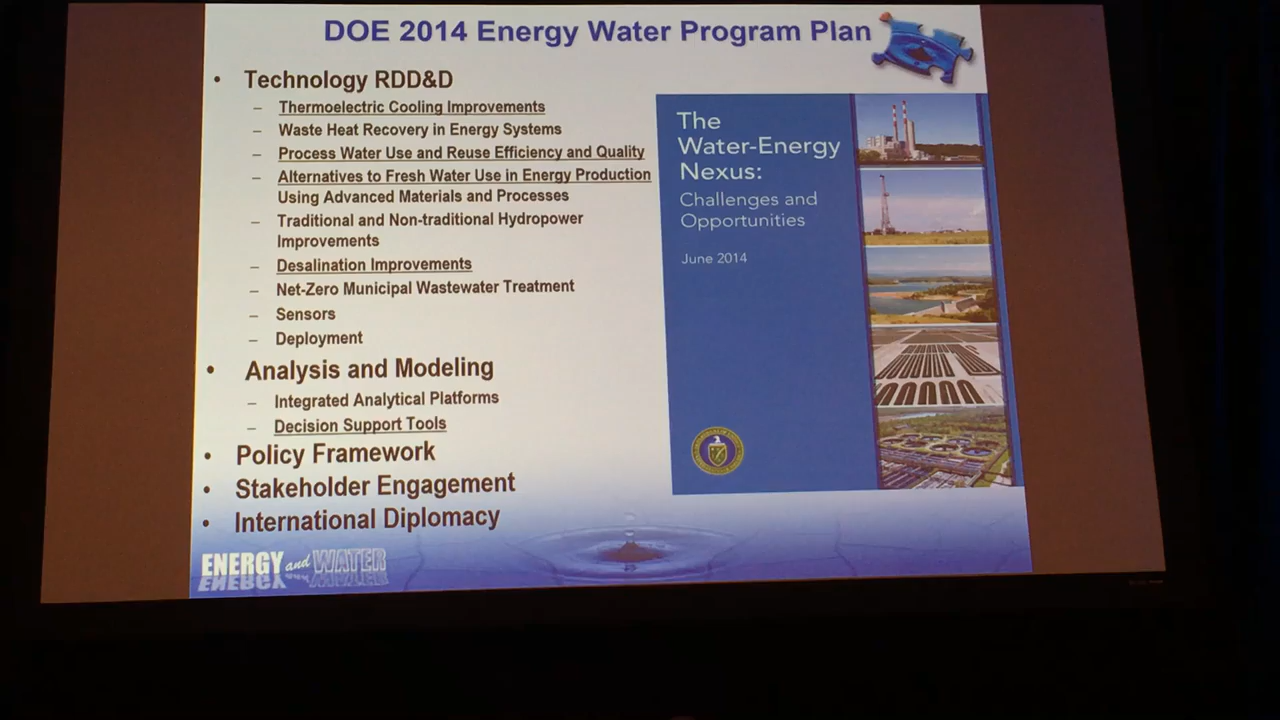 DOE 2014 Energy Water Program Plan
• Technology RDD&D
– Thermoelectric Cooling Improvements
– Waste Heat Recovery in Energy Systems
– Process Water Use and Reuse Efficiency and Quality
– Alternatives to Fresh Water Use in Energy Production
Using Advanced Materials and Processes
– Traditional and Non-traditional Hydropower
Improvements
– Desalination Improvements
– Net-Zero Municipal Wastewater Treatment
– Sensors
– Deployment
• Analysis and Modeling
– Integrated Analytical Platforms
– Decision Support Tools
• Policy Framework
• Stakeholder Engagement
• International Diplomacy
The
Water-Energy
Nexus:
Challenges and
Opportunities
June 2014
ENERGY and WATER